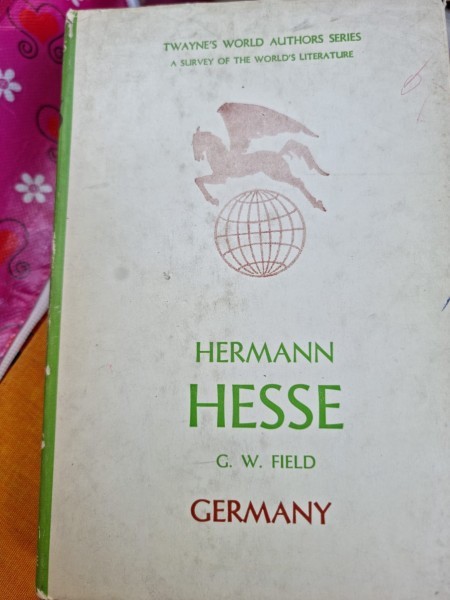 TWAYNE'S WORLD AUTHORS SERIES
A SURVEY OF THE WORLD'S LITERATURE
HERMANN
HESSE
G. W. FIELD
GERMANY